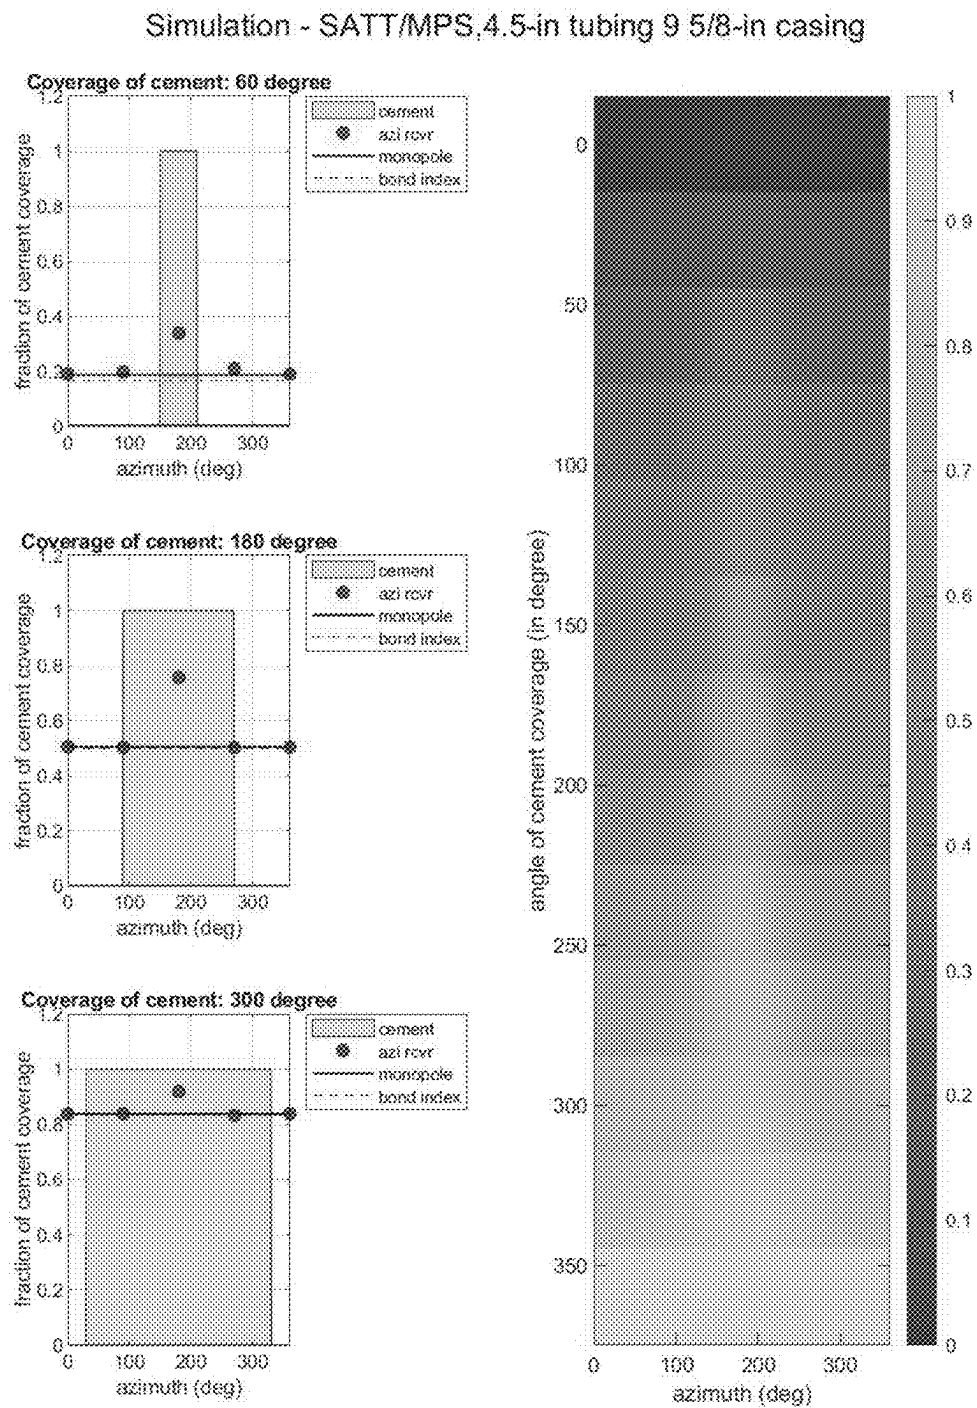 Simulation - SATT/MPS,4.5-in tubing 9 5/8-in casing
Coverage of cement: 60 degree
fraction of cement coverage
1.2
1
0.8
0.6
0.4
0.2
0
0 100 200 300
azimuth (deg)
cement
azi rcvr
monopole
bond index
Coverage of cement: 180 degree
fraction of cement coverage
1.2
1
0.8
0.6
0.4
0.2
0
0 100 200 300
azimuth (deg)
cement
azi rcvr
monopole
bond index
Coverage of cement: 300 degree
fraction of cement coverage
1.2
1
0.8
0.6
0.4
0.2
0
0 100 200 300
azimuth (deg)
cement
azi rcvr
monopole
bond index
angle of cement coverage (in degree)
0
50
100
150
200
250
300
350
0 100 200 300
azimuth (deg)
1
0.9
0.8
0.7
0.6
0.5
0.4
0.3
0.2
0.1
0